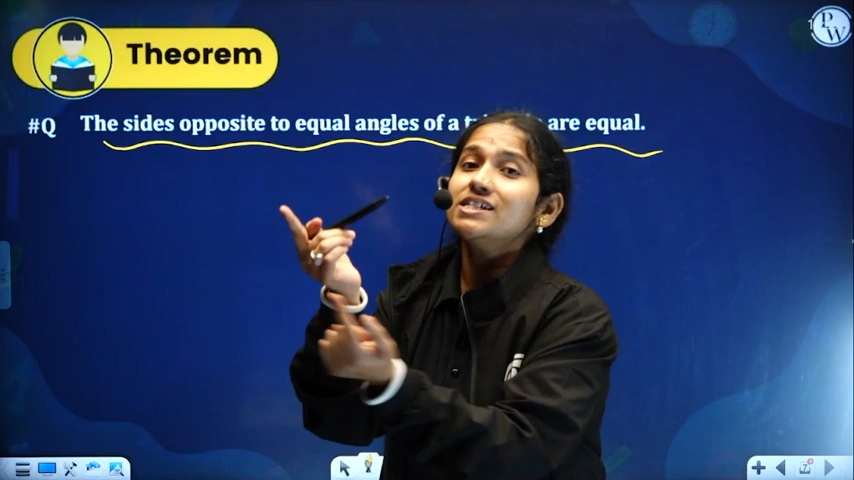 Theorem
#Q The sides opposite to equal angles of a are equal.
PW